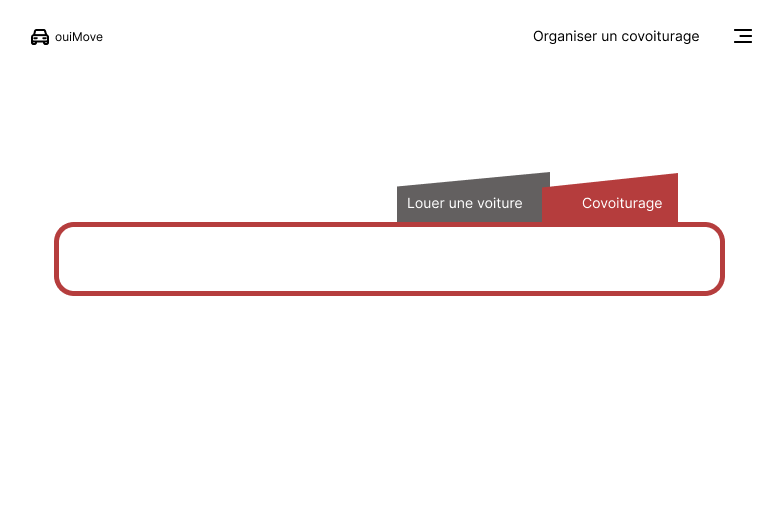 ouiMove
Organiser un covoiturage
Louer une voiture
Covoiturage